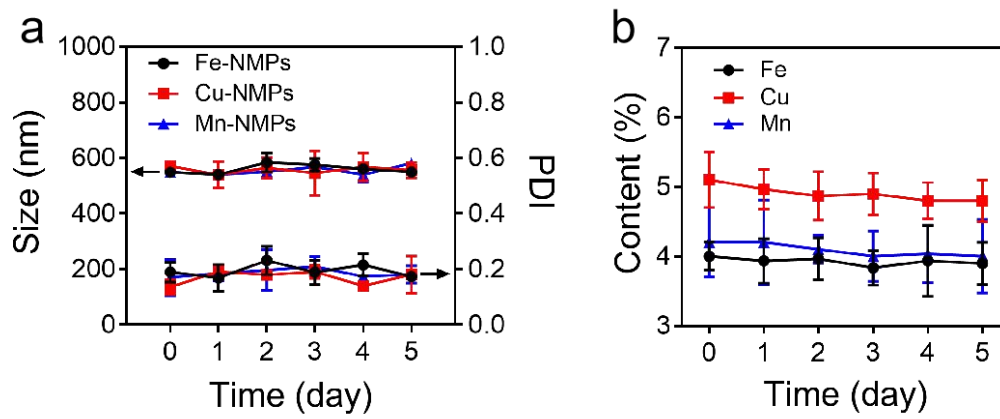 a
1000
800
600
400
200
0
Size (nm)
Fe-NMPs
Cu-NMPs
Mn-NMPs
1.0
0.8
0.6
0.4
0.2
0.0
PDI
0 1 2 3 4 5
Time (day)
b
7
6
5
4
3
Content (%)
Fe
Cu
Mn
0 1 2 3 4 5
Time (day)